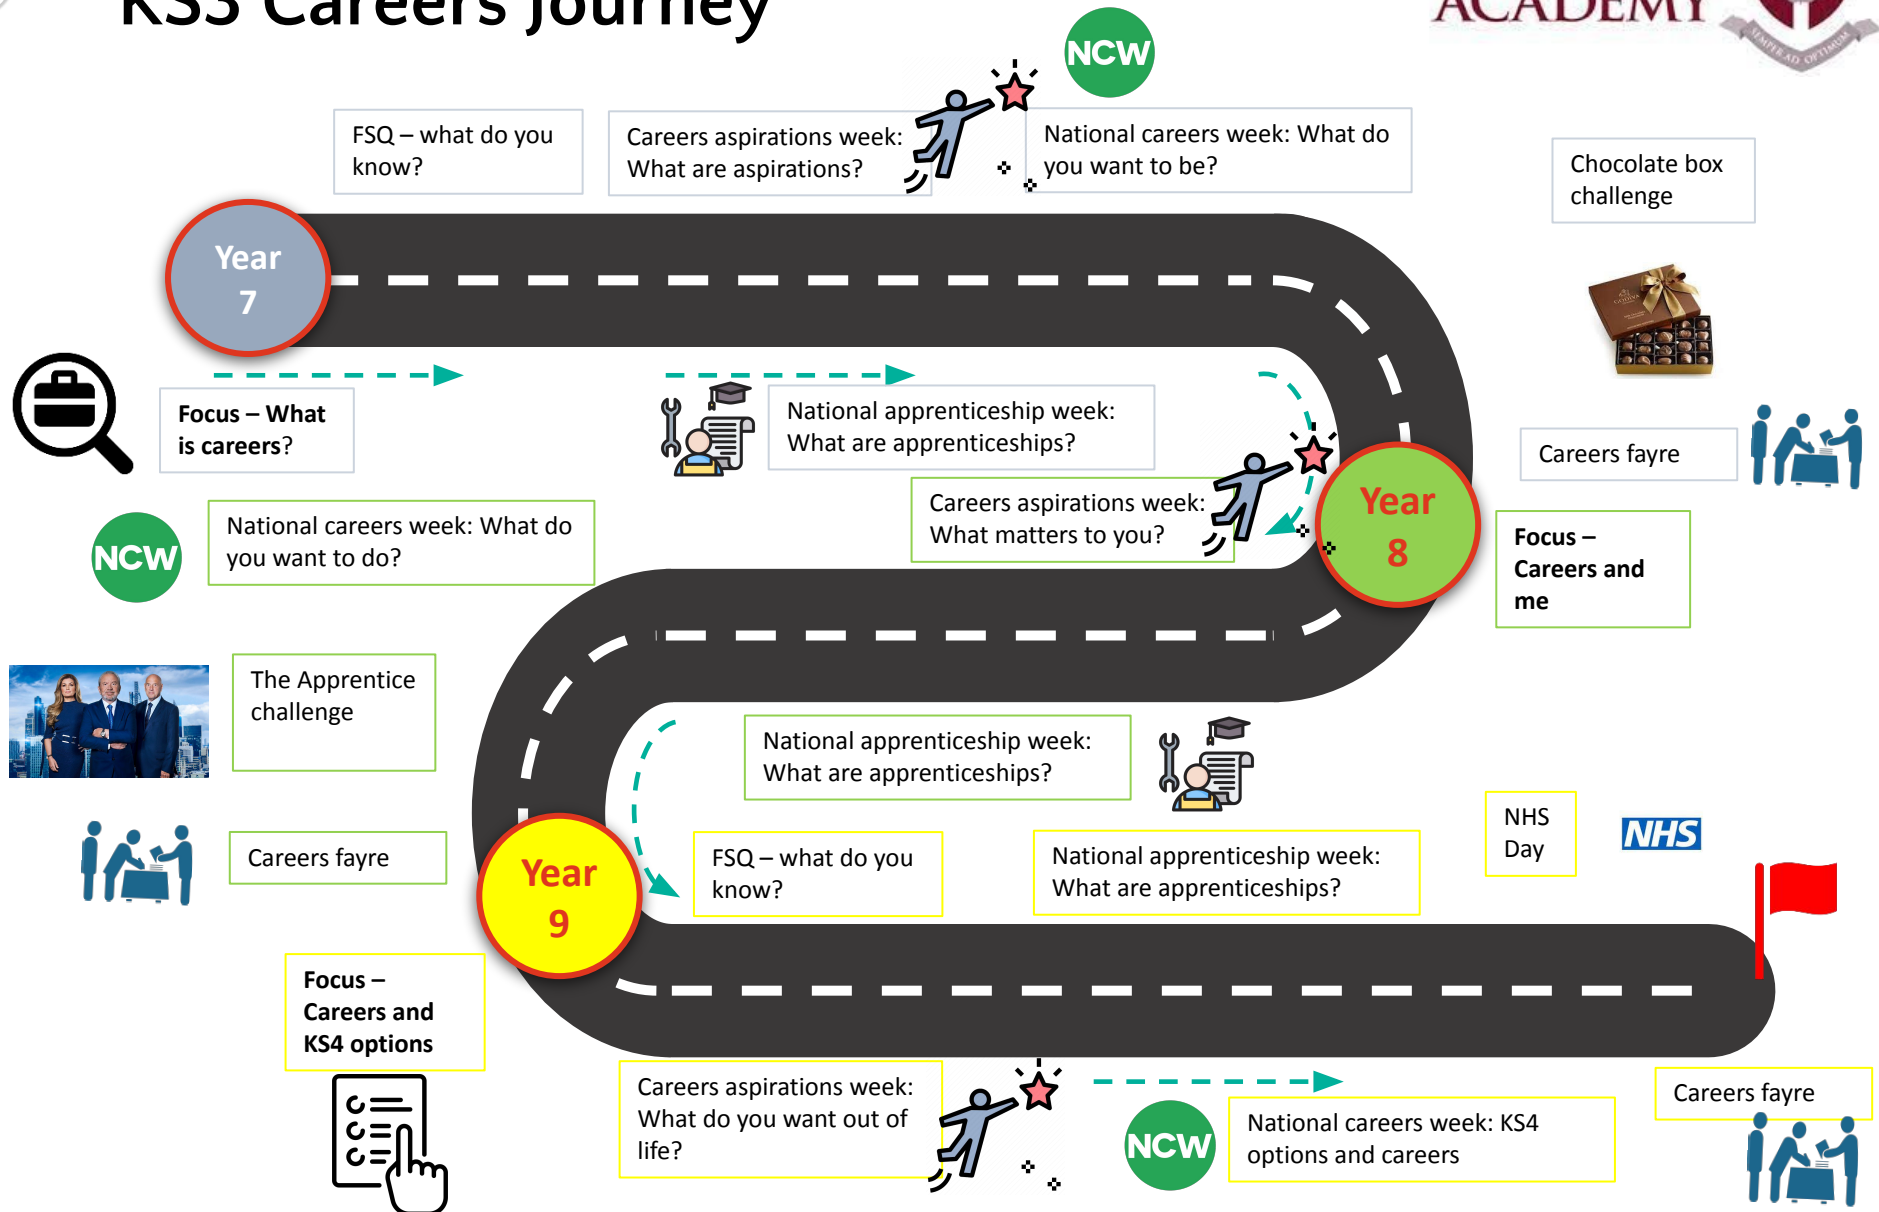 KS3 Careers Journey
ACADEMY
SEMPER AD OPTIMUM
NCW
FSQ – what do you
know?
Careers aspirations week:
What are aspirations?
National careers week: What do
you want to be?
Chocolate box
challenge
GODIVA
Year
7
Focus – What
is careers?
National apprenticeship week:
What are apprenticeships?
Careers fayre
Careers aspirations week:
What matters to you?
Year
8
Focus –
Careers and
me
NCW
National careers week: What do
you want to do?
The Apprentice
challenge
National apprenticeship week:
What are apprenticeships?
Careers fayre
Year
9
FSQ – what do you
know?
National apprenticeship week:
What are apprenticeships?
NHS
Day
NHS
Focus –
Careers and
KS4 options
Careers aspirations week:
What do you want out of
life?
NCW
National careers week: KS4
options and careers
Careers fayre